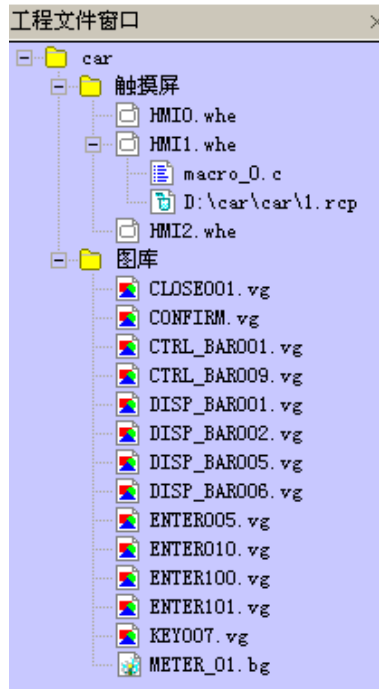 工程文件窗口
car
触摸屏
HMI0.whe
HMI1.whe
macro_0.c
D:\car\car\1.rcp
HMI2.whe
图库
CLOSE001.vg
CONFIRM.vg
CTRL_BAR001.vg
CTRL_BAR009.vg
DISP_BAR001.vg
DISP_BAR002.vg
DISP_BAR005.vg
DISP_BAR006.vg
ENTER005.vg
ENTER010.vg
ENTER100.vg
ENTER101.vg
KEY007.vg
METER_01.bg